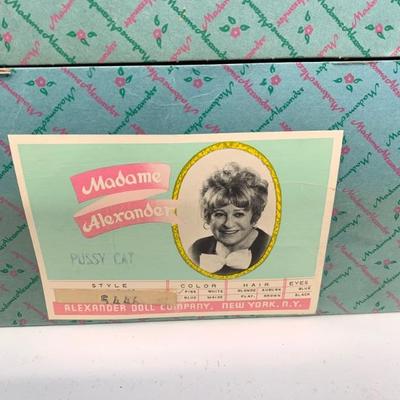 Madame
Alexander
PUSSY CAT
STYLE COLOR HAIR EYES
PINK WHITE BLONDE AUBURN BLUE
BLUE MAIZE PLAT. BROWN BLACK
ALEXANDER DOLL COMPANY, NEW YORK, N.Y.